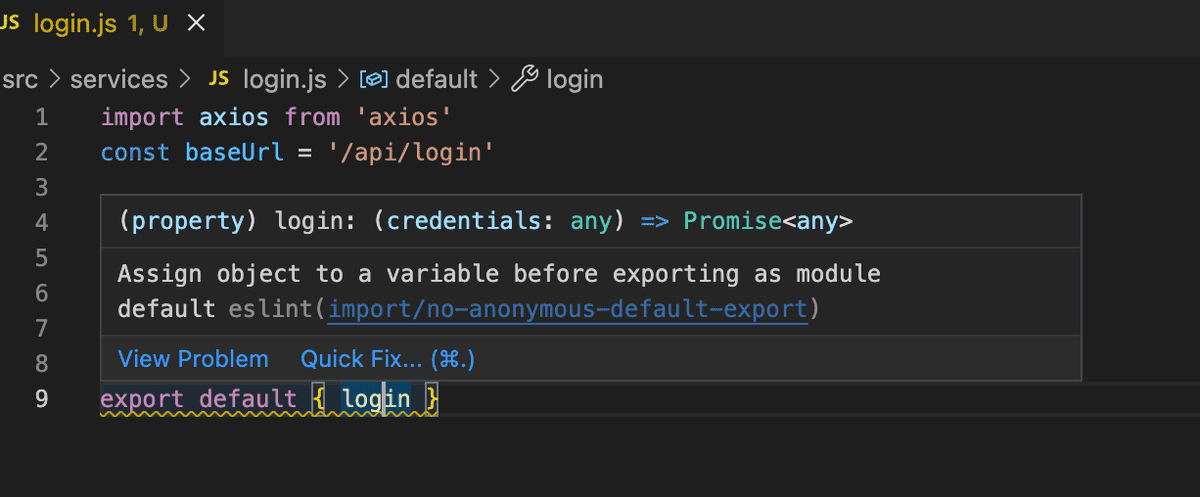 JS login.js 1, U ×
src > services > JS login.js > default > login
1 import axios from 'axios'
2 const baseUrl = '/api/login'
3
4 (property) login: (credentials: any) => Promise<any>
5
Assign object to a variable before exporting as module
6
default eslint(import/no-anonymous-default-export)
7
8 View Problem Quick Fix... (⌘.)
9 export default { login }